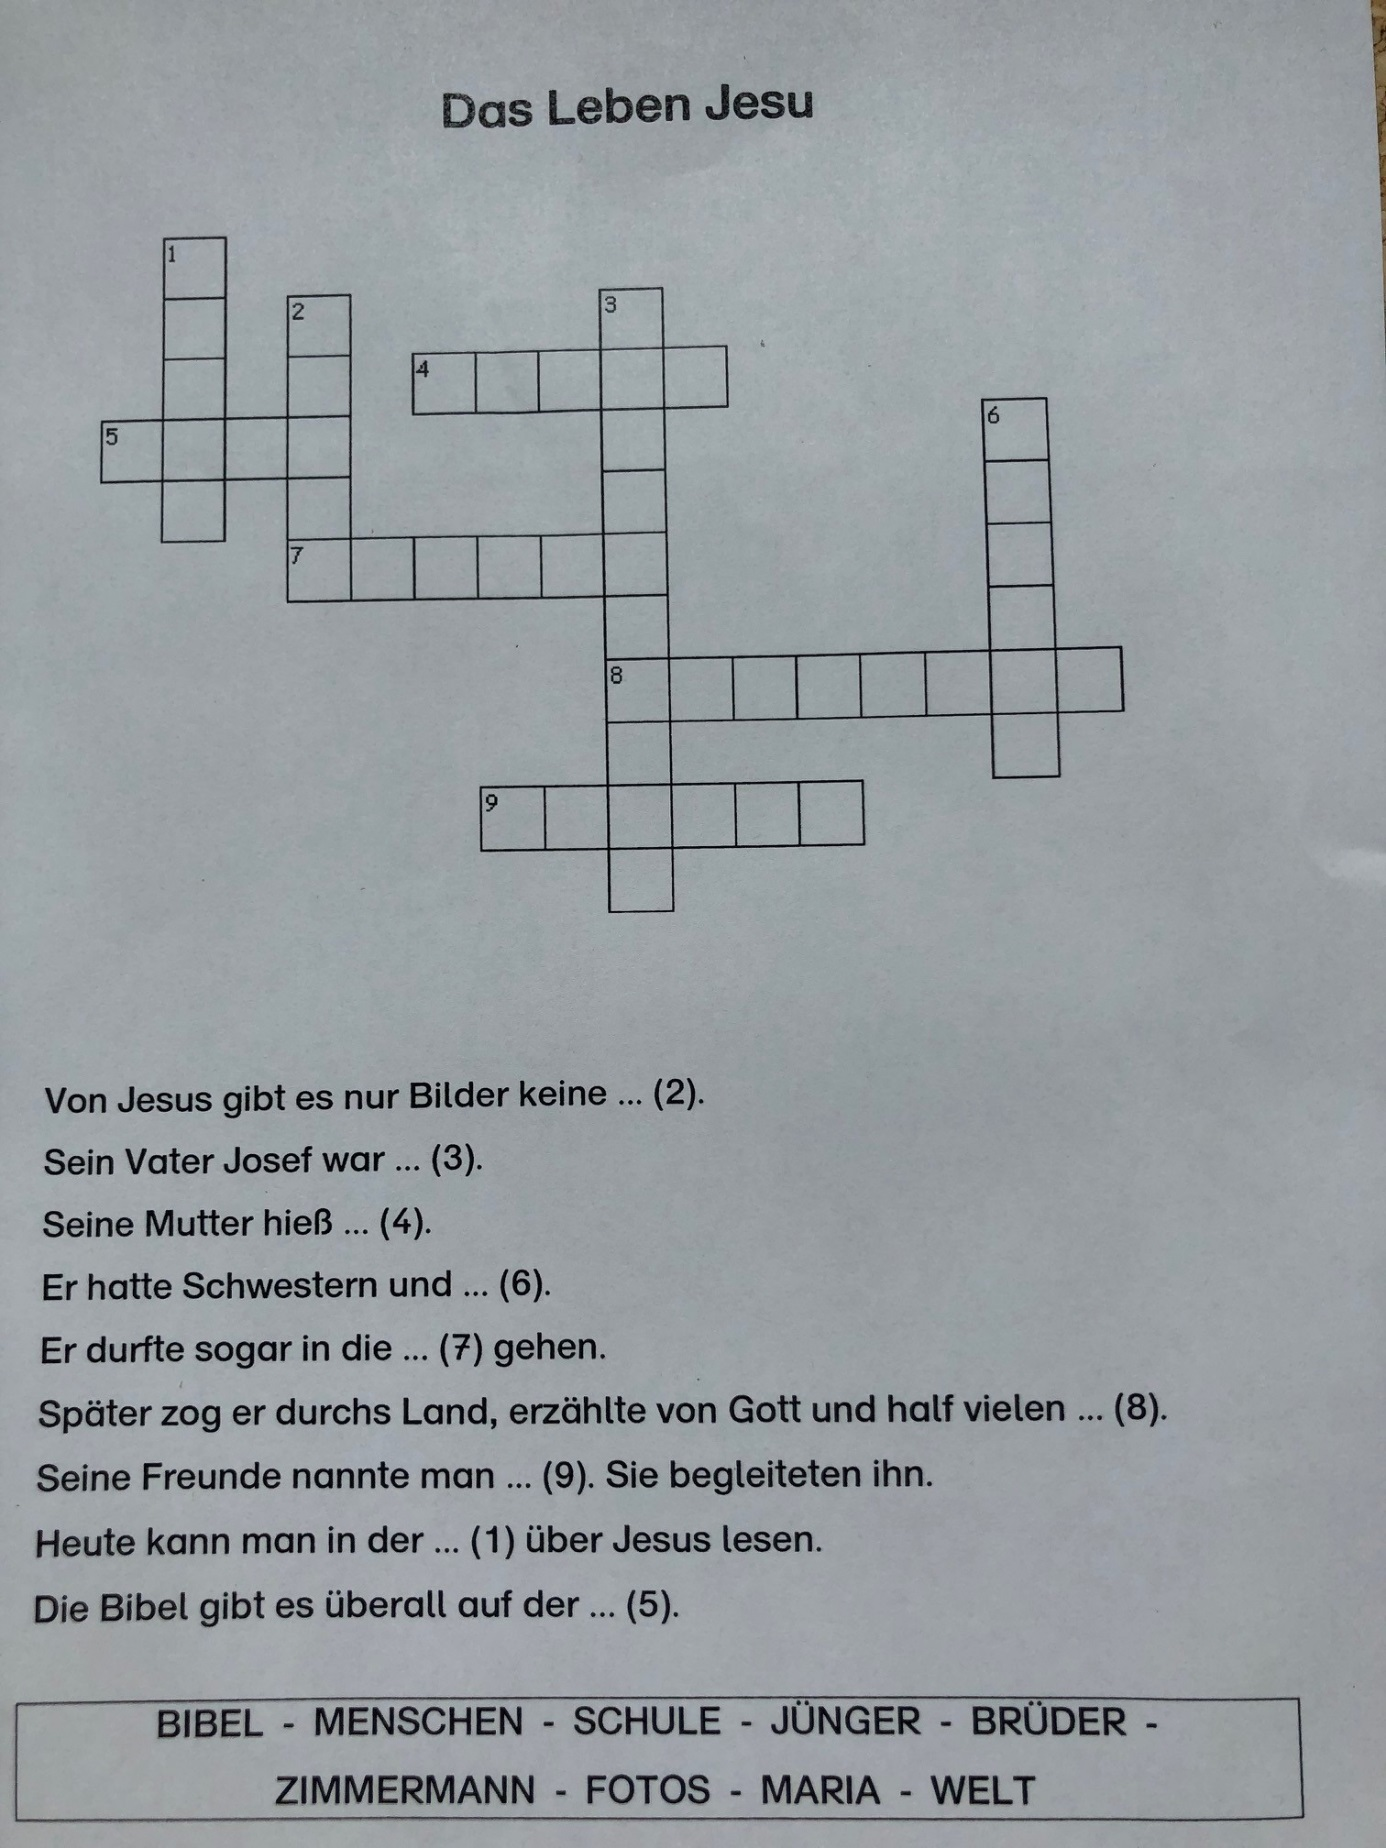 Das Leben Jesu
1
2
3
4
5
6
7
8
9
Von Jesus gibt es nur Bilder keine ... (2).
Sein Vater Josef war ... (3).
Seine Mutter hieß ... (4).
Er hatte Schwestern und ... (6).
Er durfte sogar in die ... (7) gehen.
Später zog er durchs Land, erzählte von Gott und half vielen ... (8).
Seine Freunde nannte man ... (9). Sie begleiteten ihn.
Heute kann man in der ... (1) über Jesus lesen.
Die Bibel gibt es überall auf der ... (5).
BIBEL - MENSCHEN - SCHULE - JÜNGER - BRÜDER -
ZIMMERMANN - FOTOS - MARIA - WELT